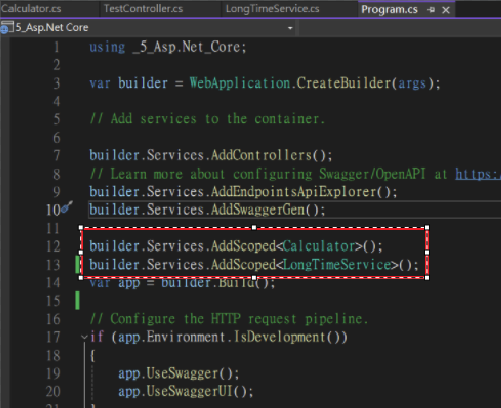 Calculator.cs TestController.cs LongTimeService.cs Program.cs
5_Asp.Net Core
1 using _5_Asp.Net_Core;
2
3 var builder = WebApplication.CreateBuilder(args);
4
5 // Add services to the container.
6
7 builder.Services.AddControllers();
8 // Learn more about configuring Swagger/OpenAPI at https:/
9 builder.Services.AddEndpointsApiExplorer();
10 builder.Services.AddSwaggerGen();
11
12 builder.Services.AddScoped<Calculator>();
13 builder.Services.AddScoped<LongTimeService>();
14 var app = builder.Build();
15
16 // Configure the HTTP request pipeline.
17 if (app.Environment.IsDevelopment())
18 {
19 app.UseSwagger();
20 app.UseSwaggerUI();
21 }